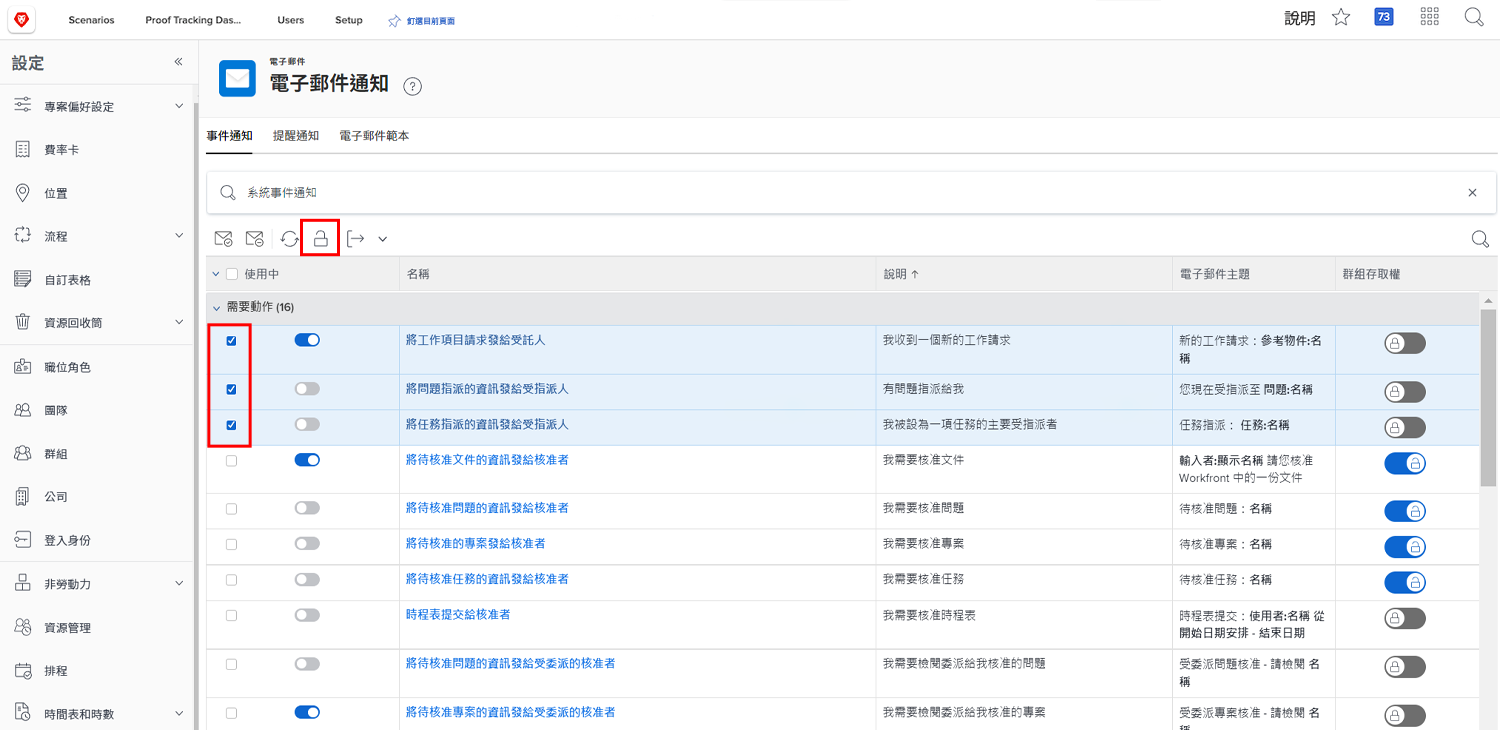 Scenarios
Proof Tracking Das...
Users
Setup
釘選目前頁面
說明
73
設定
專案偏好設定
費率卡
位置
流程
自訂表格
資源回收筒
職位角色
團隊
群組
公司
登入身份
非勞動力
資源管理
排程
時間表和時數
電子郵件
電子郵件通知
?
事件通知
提醒通知
電子郵件範本
系統事件通知
使用中
名稱
說明
電子郵件主題
群組存取權
需要動作 (16)
將工作項目請求發給受託人
我收到一個新的工作請求
新的工作請求：參考物件:名
稱
將問題指派的資訊發給受指派人
有問題指派給我
您現在受指派至 問題:名稱
將任務指派的資訊發給受指派人
我被設為一項任務的主要受指派者
任務指派： 任務:名稱
將待核准文件的資訊發給核准者
我需要核准文件
輸入者:顯示名稱 請您核准
Workfront 中的一份文件
將待核准問題的資訊發給核准者
我需要核准問題
待核准問題：名稱
將待核准的專案發給核准者
我需要核准專案
待核准專案：名稱
將待核准任務的資訊發給核准者
我需要核准任務
待核准任務：名稱
時程表提交給核准者
我需要核准時程表
時程表提交：使用者:名稱 從
開始日期安排 - 結束日期
將待核准問題的資訊發給受委派的核准者
我需要檢閱委派給我核准的問題
受委派問題核准 - 請檢閱 名
稱
將待核准專案的資訊發給受委派的核准者
我需要檢閱委派給我核准的專案
受委派專案核准 - 請檢閱 名
稱